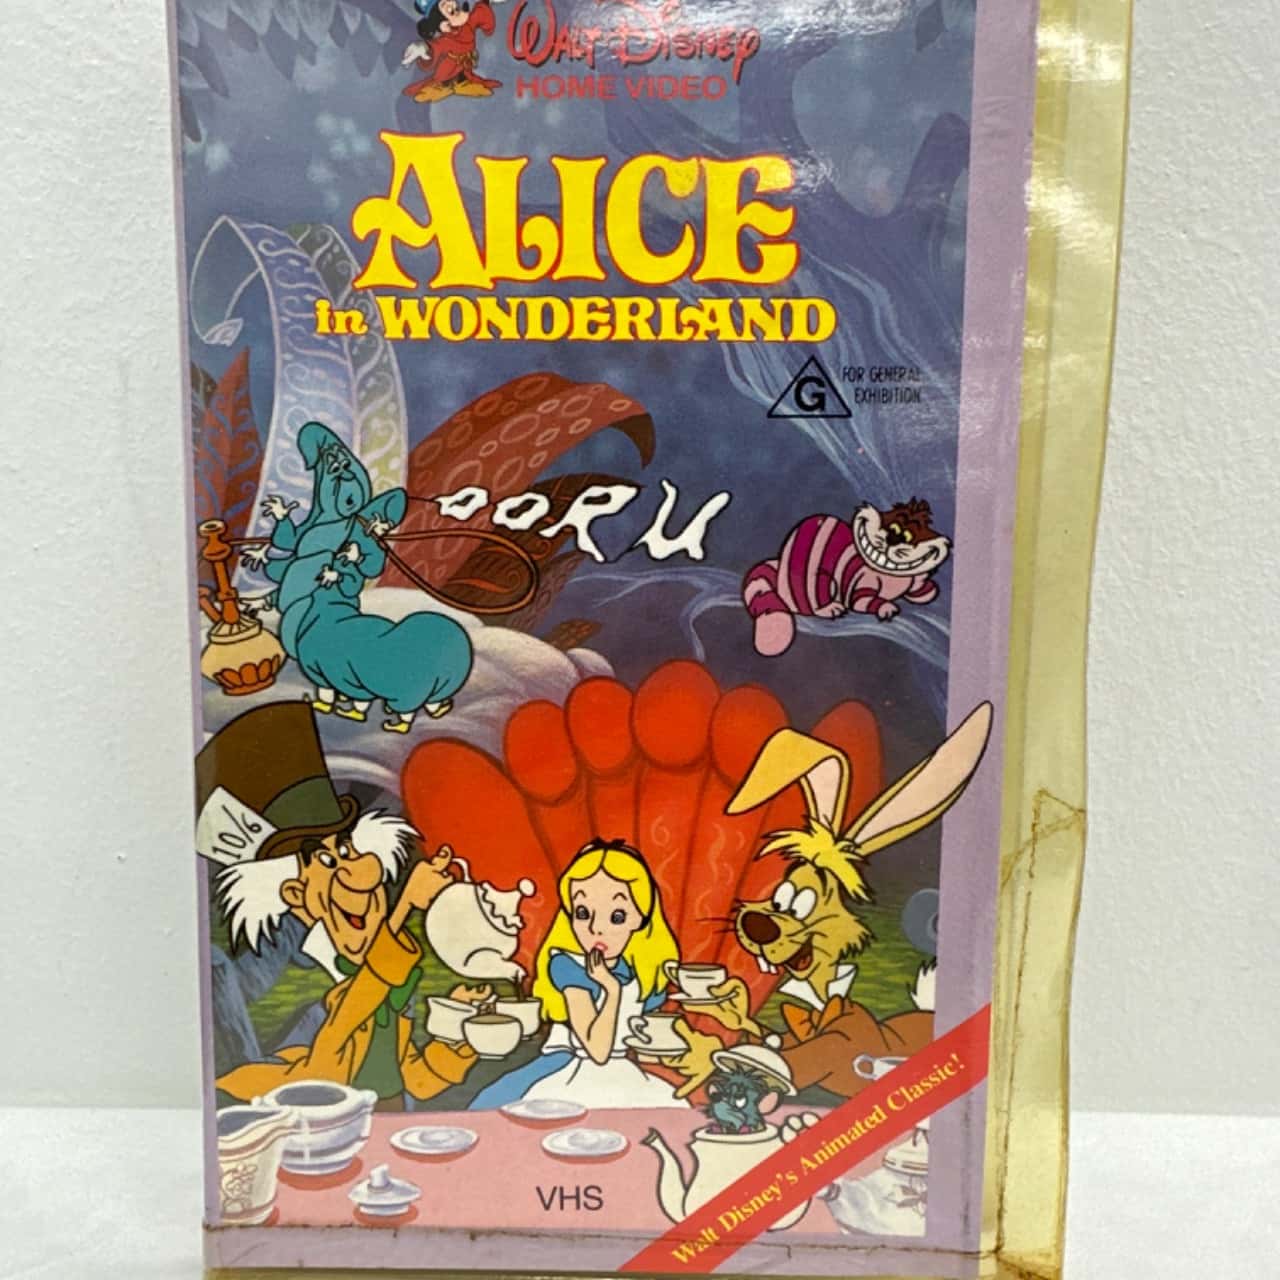 WALT DISNEY
HOME VIDEO
ALICE
in WONDERLAND
G FOR GENERAL
EXHIBITION
OORU
10/6
VHS
Walt Disney's Animated Classic!